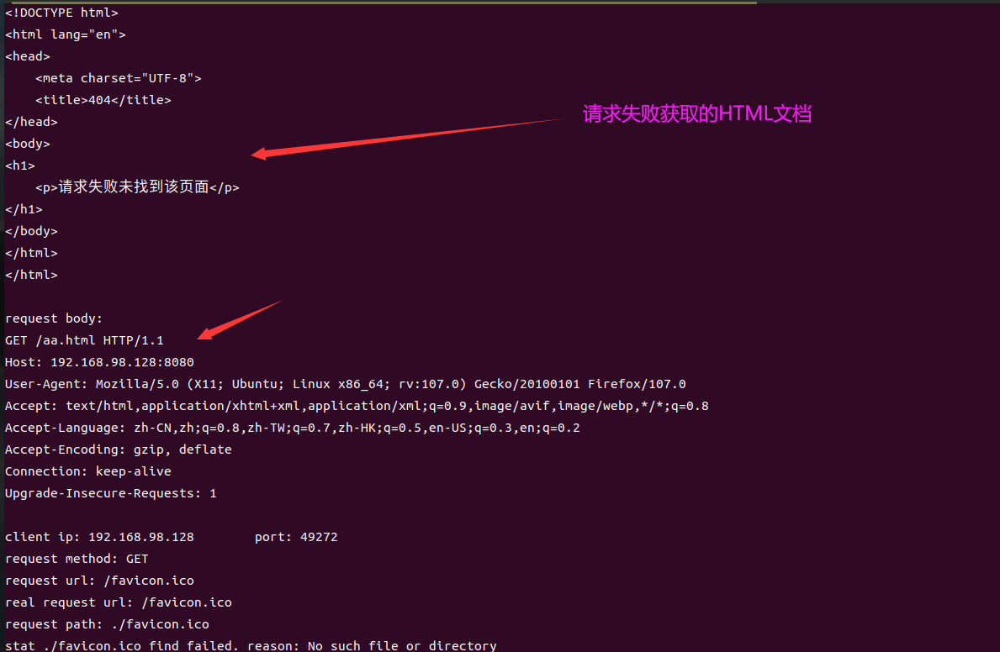 <!DOCTYPE html>
<html lang="en">
<head>
    <meta charset="UTF-8">
    <title>404</title>
请求失败获取的HTML文档
</head>
<body>
<h1>
    <p>请求失败未找到该页面</p>
</h1>
</body>
</html>
</html>
request body:
GET /aa.html HTTP/1.1
Host: 192.168.98.128:8080
User-Agent: Mozilla/5.0 (X11; Ubuntu; Linux x86_64; rv:107.0) Gecko/20100101 Firefox/107.0
Accept: text/html,application/xhtml+xml,application/xml;q=0.9,image/avif,image/webp,*/*;q=0.8
Accept-Language: zh-CN,zh;q=0.8,zh-TW;q=0.7,zh-HK;q=0.5,en-US;q=0.3,en;q=0.2
Accept-Encoding: gzip, deflate
Connection: keep-alive
Upgrade-Insecure-Requests: 1
client ip: 192.168.98.128        port: 49272
request method: GET
request url: /favicon.ico
real request url: /favicon.ico
request path: ./favicon.ico
stat ./favicon.ico find failed. reason: No such file or directory